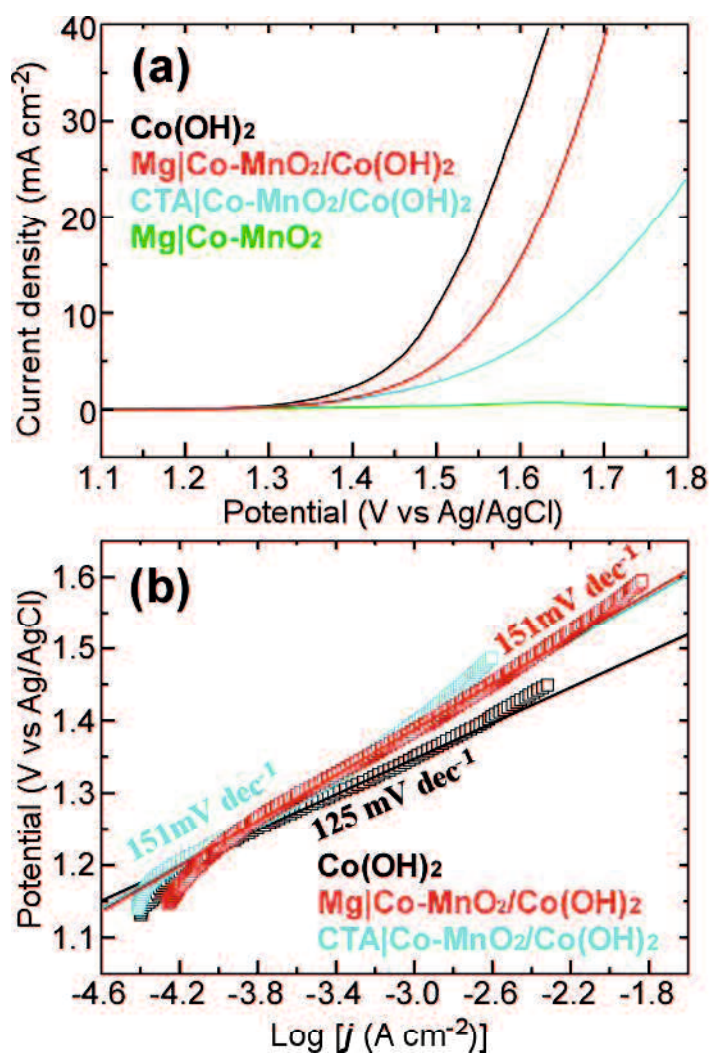 (a)
Co(OH)₂
Mg|Co-MnO₂/Co(OH)₂
CTA|Co-MnO₂/Co(OH)₂
Mg|Co-MnO₂
Current density (mA cm⁻²)
40
30
20
10
0
1.1 1.2 1.3 1.4 1.5 1.6 1.7 1.8
Potential (V vs Ag/AgCl)
(b)
151mV dec⁻¹
151mV dec⁻¹
125 mV dec⁻¹
Co(OH)₂
Mg|Co-MnO₂/Co(OH)₂
CTA|Co-MnO₂/Co(OH)₂
Potential (V vs Ag/AgCl)
1.6
1.5
1.4
1.3
1.2
1.1
-4.6 -4.2 -3.8 -3.4 -3.0 -2.6 -2.2 -1.8
Log [j (A cm⁻²)]